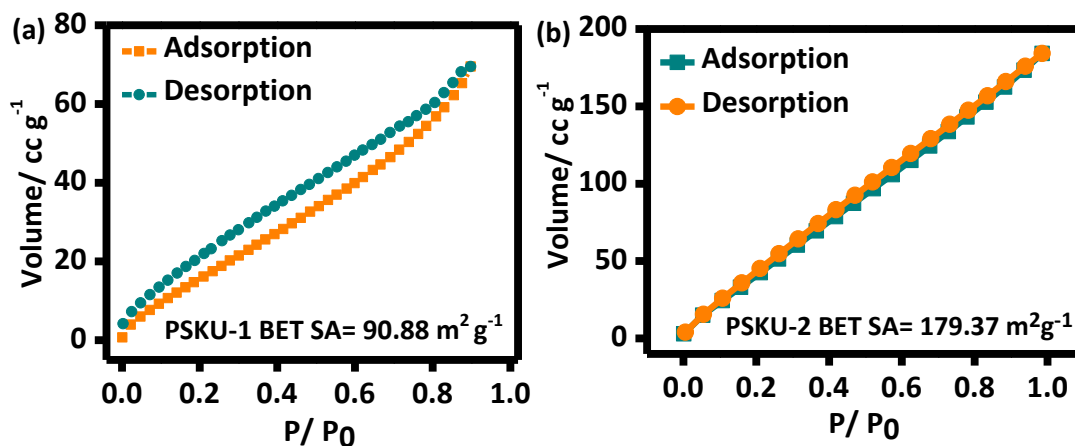 (a)
Adsorption
Desorption
Volume/ cc g⁻¹
80
60
40
20
0
PSKU-1 BET SA= 90.88 m² g⁻¹
0.0 0.2 0.4 0.6 0.8 1.0
P/ P₀
(b)
Adsorption
Desorption
Volume/ cc g⁻¹
200
150
100
50
0
PSKU-2 BET SA= 179.37 m²g⁻¹
0.0 0.2 0.4 0.6 0.8 1.0
P/ P₀